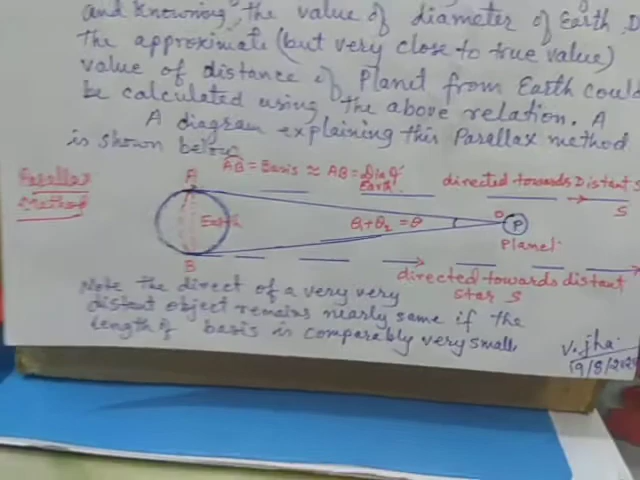 and knowning the value of diameter of Earth D
the approximate (but very close to true value)
value of distance of Planet from Earth could
be calculated using the above relation. A
A diagram explaining this Parallax method
is shown below
Parallax
Method
A
AB = Basis ≈ AB = Dia of
Earth.
directed towards Distant S
S
Earth
θ1+θ2 = θ
O
P
Planet.
B
directed towards distant
Star S
Note the direct of a very very
distant object remains nearly same if the
length of basis is comparably very small.
V. Jha.
19/8/202